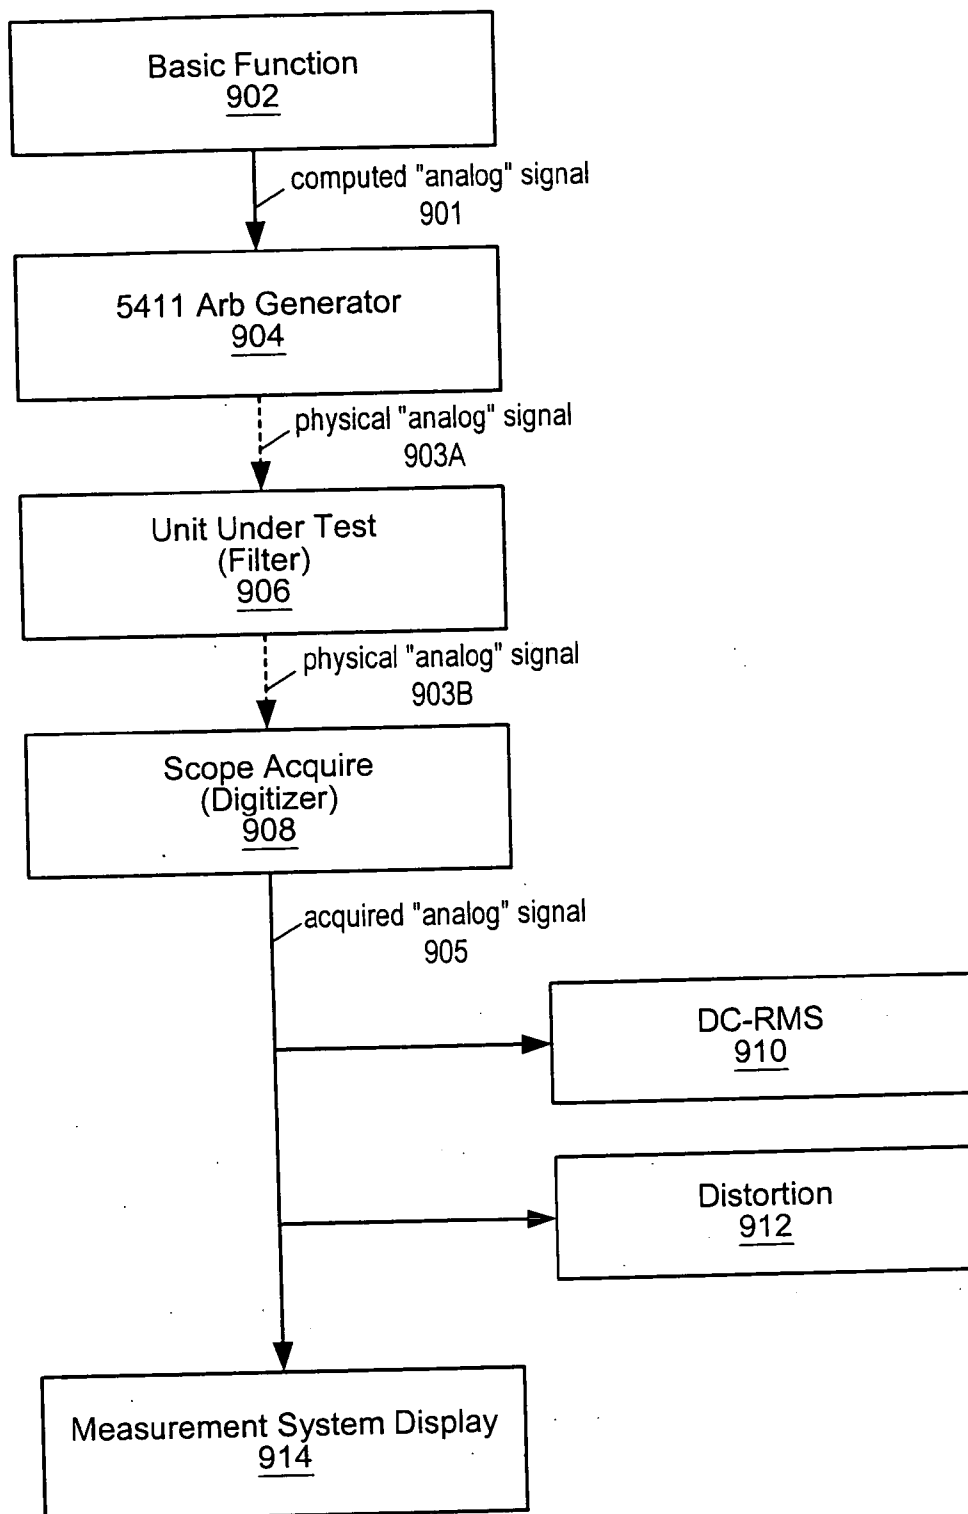 Basic Function
902
computed "analog" signal
901
5411 Arb Generator
904
physical "analog" signal
903A
Unit Under Test
(Filter)
906
physical "analog" signal
903B
Scope Acquire
(Digitizer)
908
acquired "analog" signal
905
DC-RMS
910
Distortion
912
Measurement System Display
914